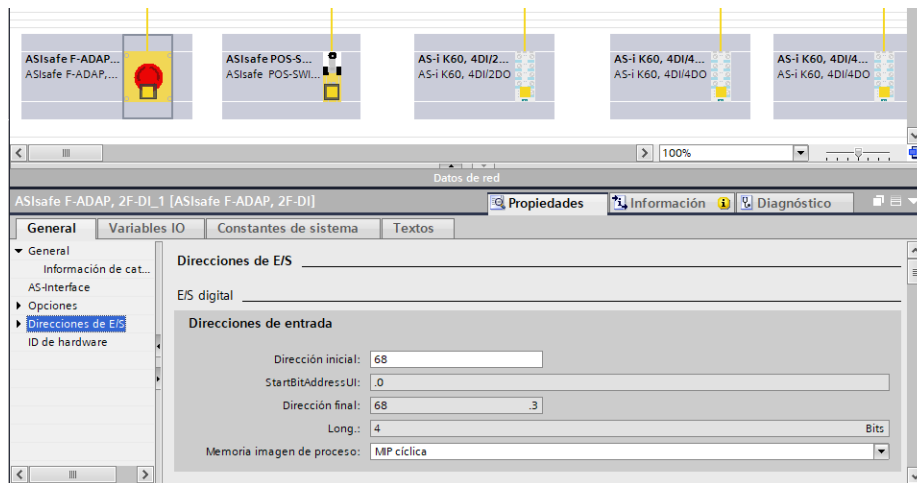 ASIsafe F-ADAP...
ASIsafe F-ADAP,...
ASIsafe POS-S...
ASIsafe POS-SWI...
AS-i K60, 4DI/2...
AS-i K60, 4DI/2DO
AS-i K60, 4DI/4...
AS-i K60, 4DI/4DO
AS-i K60, 4DI/4...
AS-i K60, 4DI/4DO
100%
Datos de red
ASIsafe F-ADAP, 2F-DI_1 [ASIsafe F-ADAP, 2F-DI]
Propiedades
Información
Diagnóstico
General
Variables IO
Constantes de sistema
Textos
General
Información de cat...
AS-Interface
Opciones
Direcciones de E/S
ID de hardware
Direcciones de E/S
E/S digital
Direcciones de entrada
Dirección inicial: 68
StartBitAddressUI: .0
Dirección final: 68 .3
Long.: 4 Bits
Memoria imagen de proceso: MIP cíclica